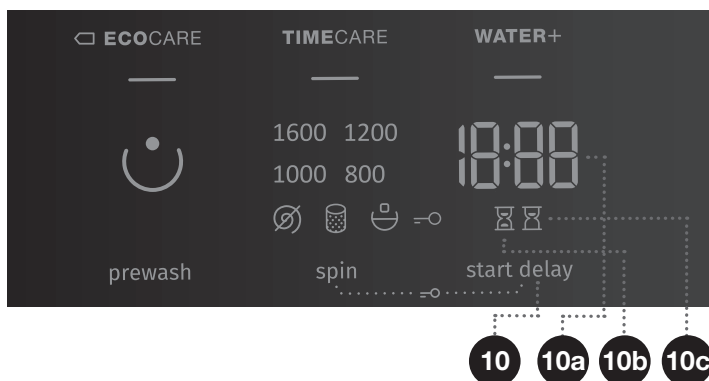 ECOCARE TIMECARE WATER+
1600 1200 18:88
1000 800
prewash spin start delay
10 10a 10b 10c